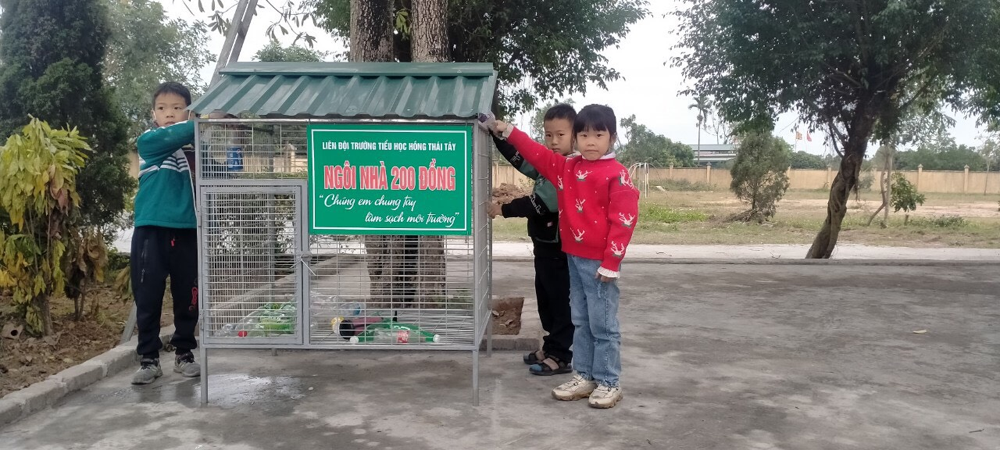 LIÊN ĐỘI TRƯỜNG TIỂU HỌC HỒNG THÁI TÂY
NGÔI NHÀ 200 ĐỒNG
"Chúng em chung tay
làm sạch môi trường"